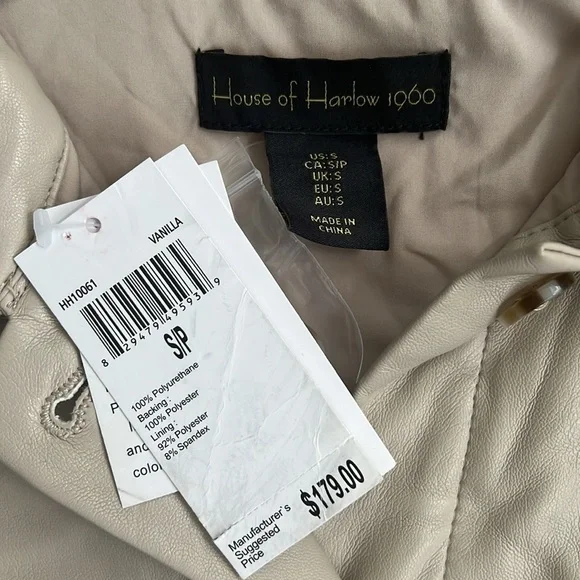 House of Harlow 1960
US:S
CA:S/P
UK:S
EU:S
AU:S
MADE IN
CHINA
HH10061
VANILLA
8 29479 49593 9
S/P
100% Polyurethane
Backing :
100% Polyester
Lining :
92% Polyester
8% Spandex
Manufacturer's
Suggested
Price
$179.00
P
and
colo